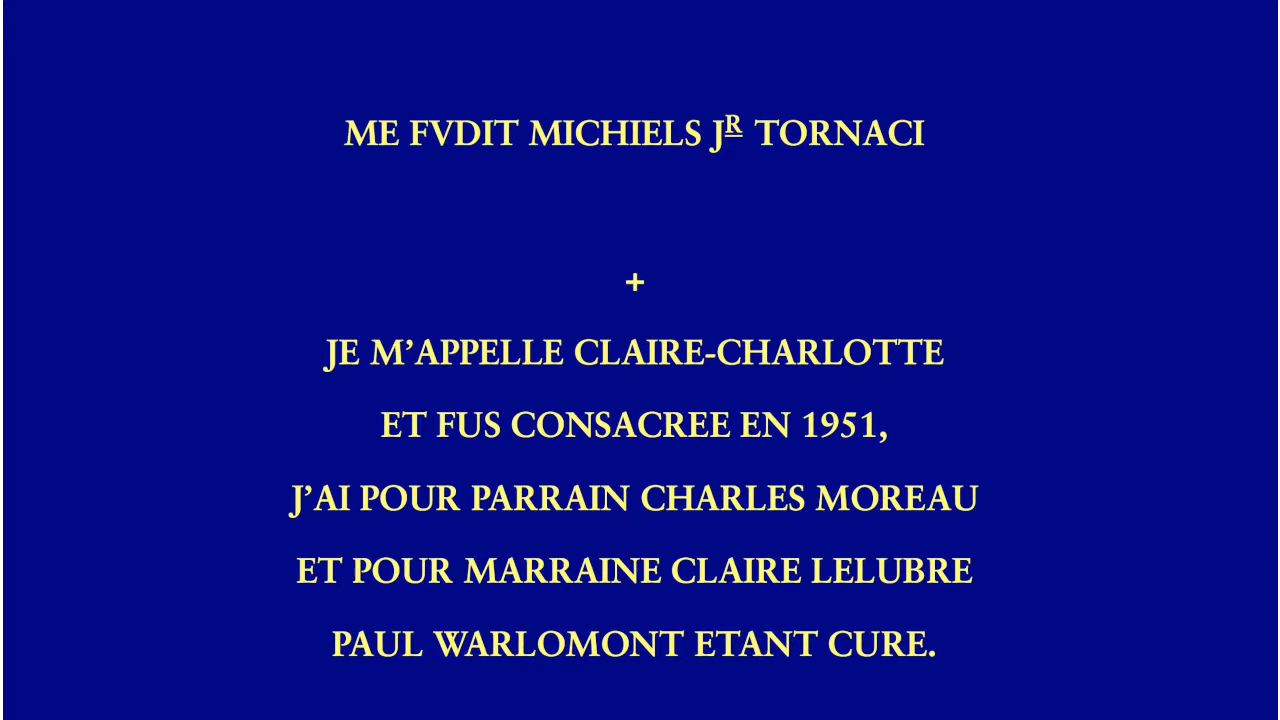 ME FVDIT MICHIELS Jᴿ TORNACI
+
JE M’APPELLE CLAIRE-CHARLOTTE
ET FUS CONSACREE EN 1951,
J’AI POUR PARRAIN CHARLES MOREAU
ET POUR MARRAINE CLAIRE LELUBRE
PAUL WARLOMONT ETANT CURE.